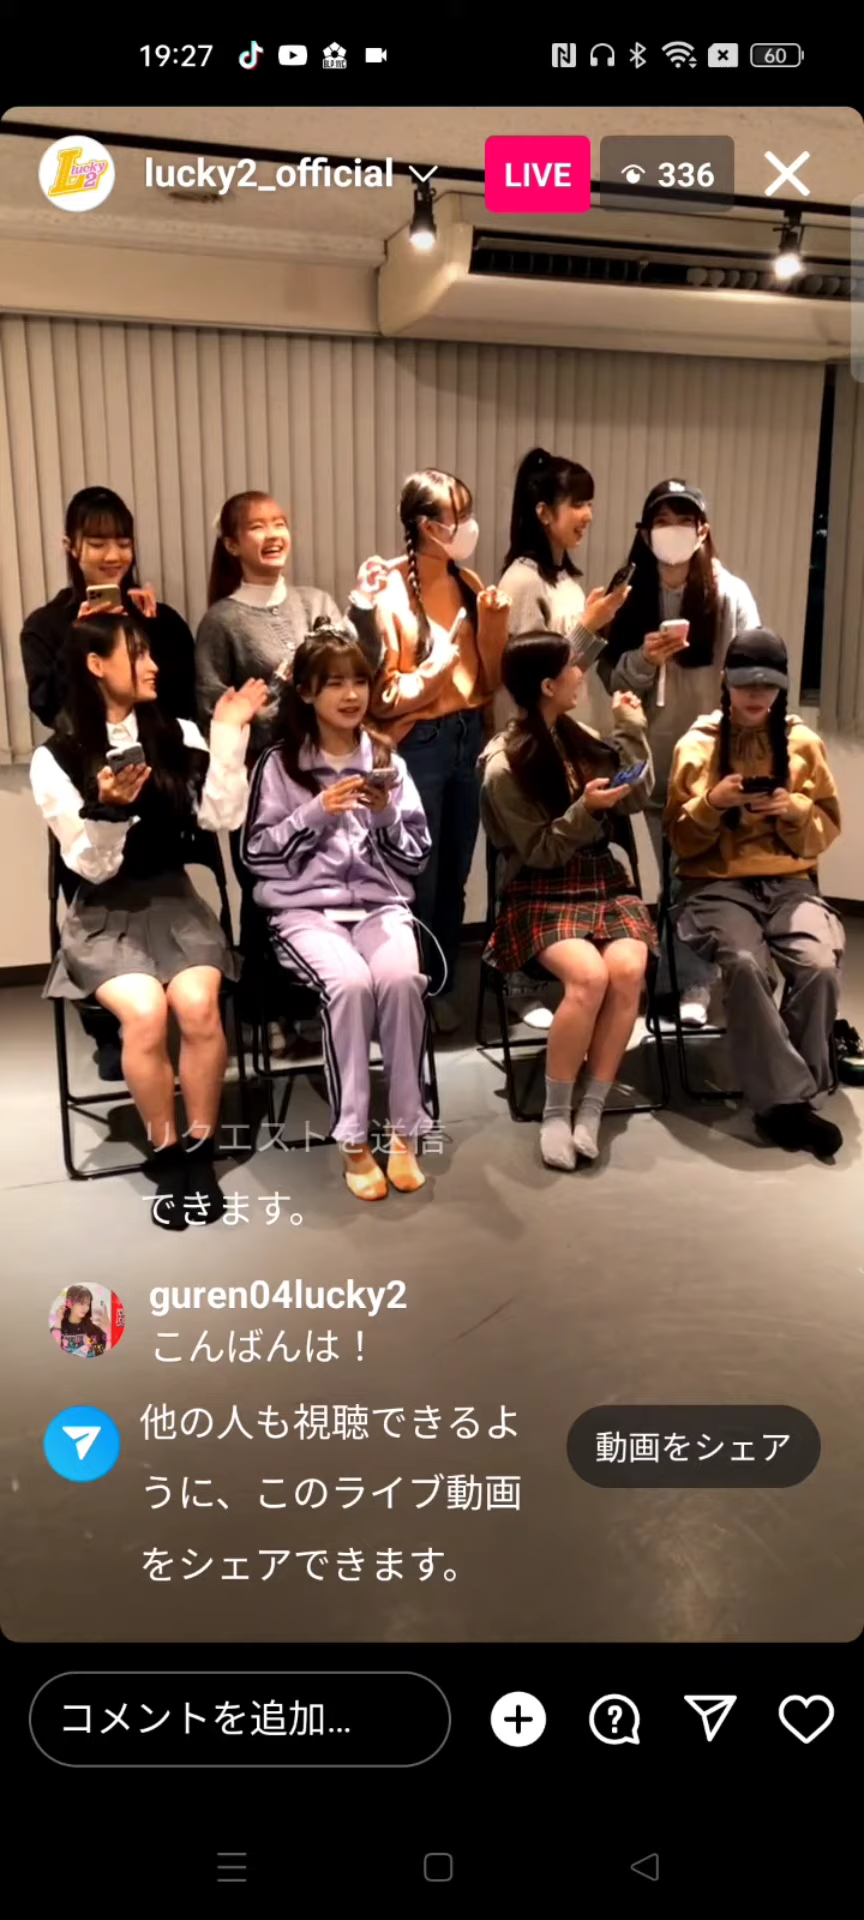 19:27
60
Lucky2
lucky2_official
LIVE
336
リクエストを送信
できます。
guren04lucky2
こんばんは！
他の人も視聴できるよ
うに、このライブ動画
をシェアできます。
動画をシェア
コメントを追加...